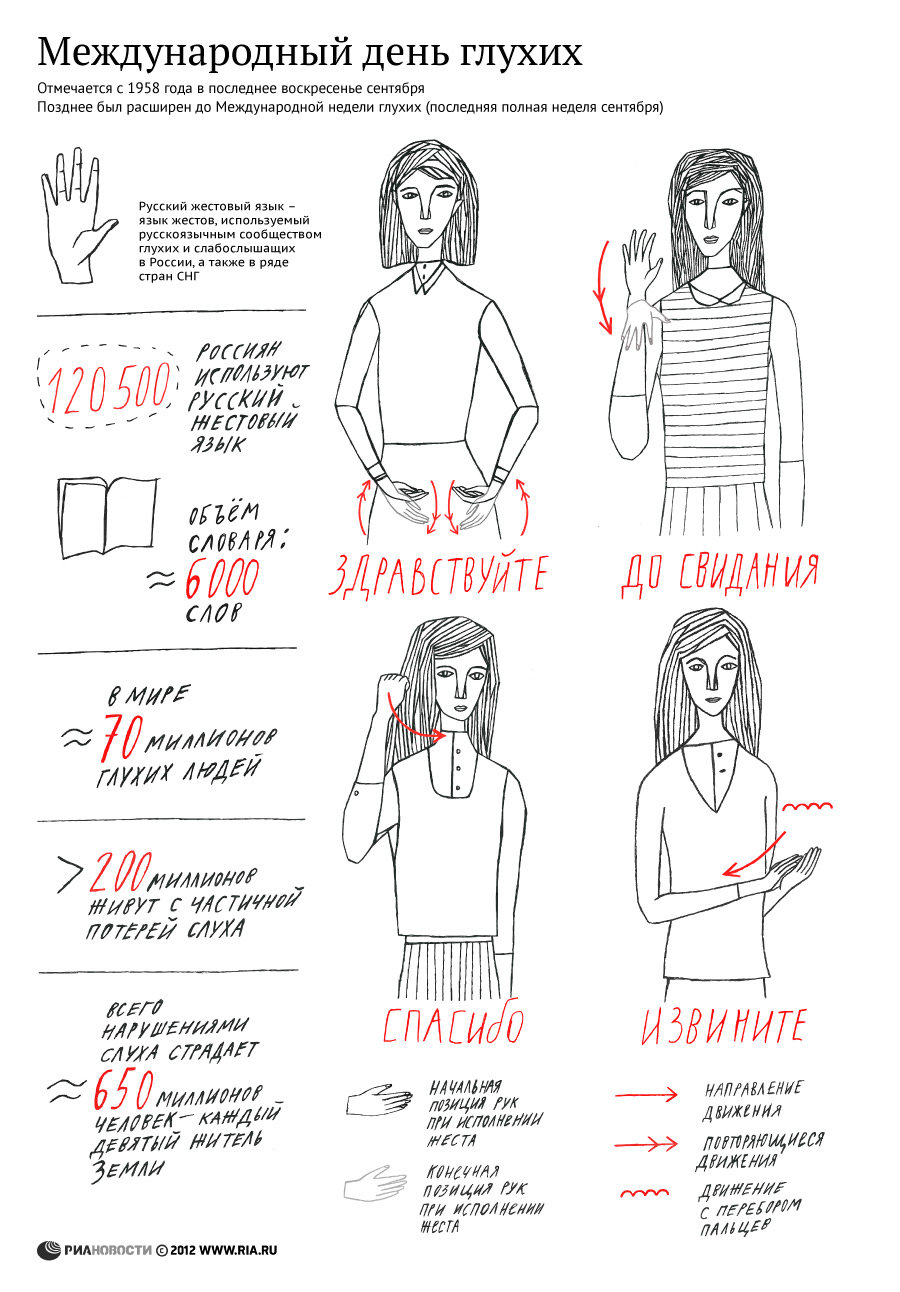 Международный день глухих
Отмечается с 1958 года в последнее воскресенье сентября
Позднее был расширен до Международной недели глухих (последняя полная неделя сентября)
Русский жестовый язык –
язык жестов, используемый
русскоязычным сообществом
глухих и слабослышащих
в России, а также в ряде
стран СНГ
120 500
РОССИЯН
ИСПОЛЬЗУЮТ
РУССКИЙ
ЖЕСТОВЫЙ
ЯЗЫК
ОБЪЁМ
СЛОВАРЯ:
≈ 6000
СЛОВ
В МИРЕ
≈ 70 МИЛЛИОНОВ
ГЛУХИХ ЛЮДЕЙ
> 200 МИЛЛИОНОВ
ЖИВУТ С ЧАСТИЧНОЙ
ПОТЕРЕЙ СЛУХА
ВСЕГО
НАРУШЕНИЯМИ
СЛУХА СТРАДАЕТ
≈ 650 МИЛЛИОНОВ
ЧЕЛОВЕК — КАЖДЫЙ
ДЕВЯТЫЙ ЖИТЕЛЬ
ЗЕМЛИ
ЗДРАВСТВУЙТЕ
ДО СВИДАНИЯ
СПАСИБО
ИЗВИНИТЕ
НАЧАЛЬНАЯ
ПОЗИЦИЯ РУК
ПРИ ИСПОЛНЕНИИ
ЖЕСТА
КОНЕЧНАЯ
ПОЗИЦИЯ РУК
ПРИ ИСПОЛНЕНИИ
ЖЕСТА
НАПРАВЛЕНИЕ
ДВИЖЕНИЯ
ПОВТОРЯЮЩИЕСЯ
ДВИЖЕНИЯ
ДВИЖЕНИЕ
С ПЕРЕБОРОМ
ПАЛЬЦЕВ
РИАНОВОСТИ © 2012 WWW.RIA.RU